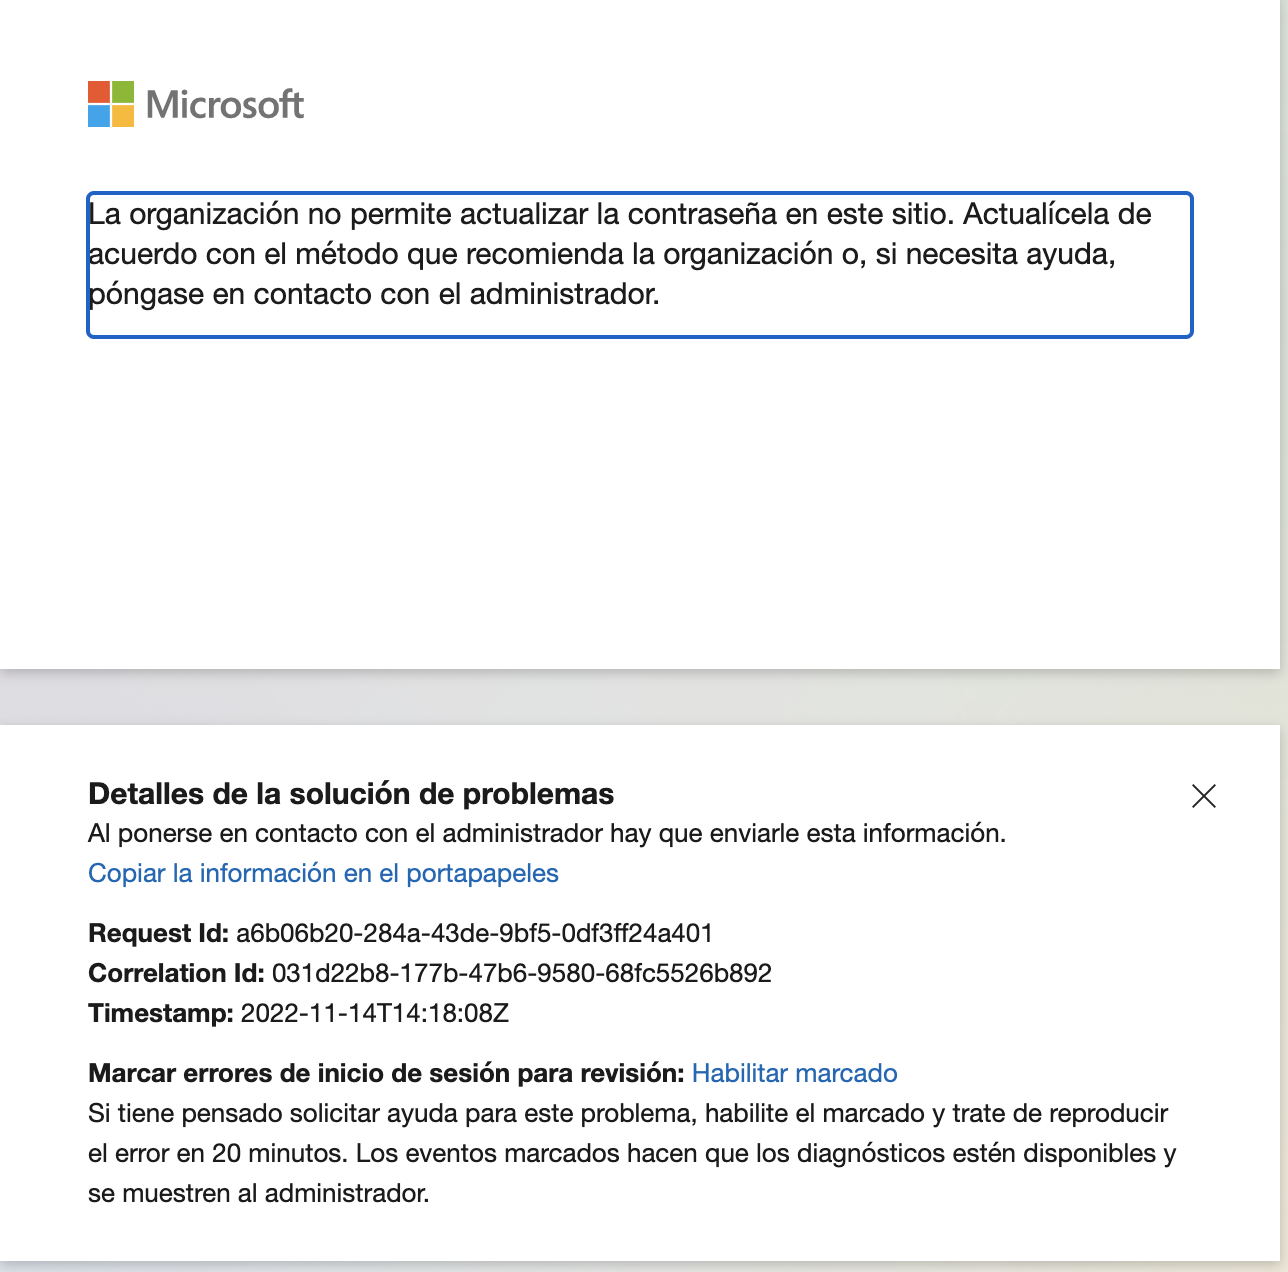 Microsoft
La organización no permite actualizar la contraseña en este sitio. Actualícela de
acuerdo con el método que recomienda la organización o, si necesita ayuda,
póngase en contacto con el administrador.
Detalles de la solución de problemas
Al ponerse en contacto con el administrador hay que enviarle esta información.
Copiar la información en el portapapeles
Request Id: a6b06b20-284a-43de-9bf5-0df3ff24a401
Correlation Id: 031d22b8-177b-47b6-9580-68fc5526b892
Timestamp: 2022-11-14T14:18:08Z
Marcar errores de inicio de sesión para revisión: Habilitar marcado
Si tiene pensado solicitar ayuda para este problema, habilite el marcado y trate de reproducir
el error en 20 minutos. Los eventos marcados hacen que los diagnósticos estén disponibles y
se muestren al administrador.